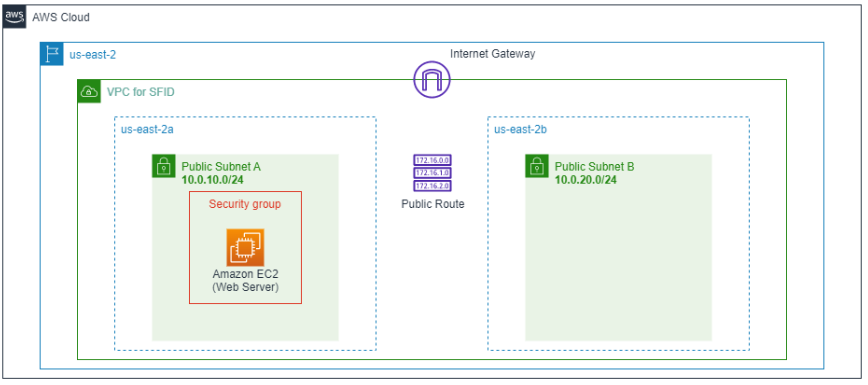 aws
AWS Cloud
us-east-2
Internet Gateway
VPC for SFID
us-east-2a
us-east-2b
Public Subnet A
10.0.10.0/24
172.16.0.0
172.16.1.0
172.16.2.0
Public Subnet B
10.0.20.0/24
Security group
Public Route
Amazon EC2
(Web Server)